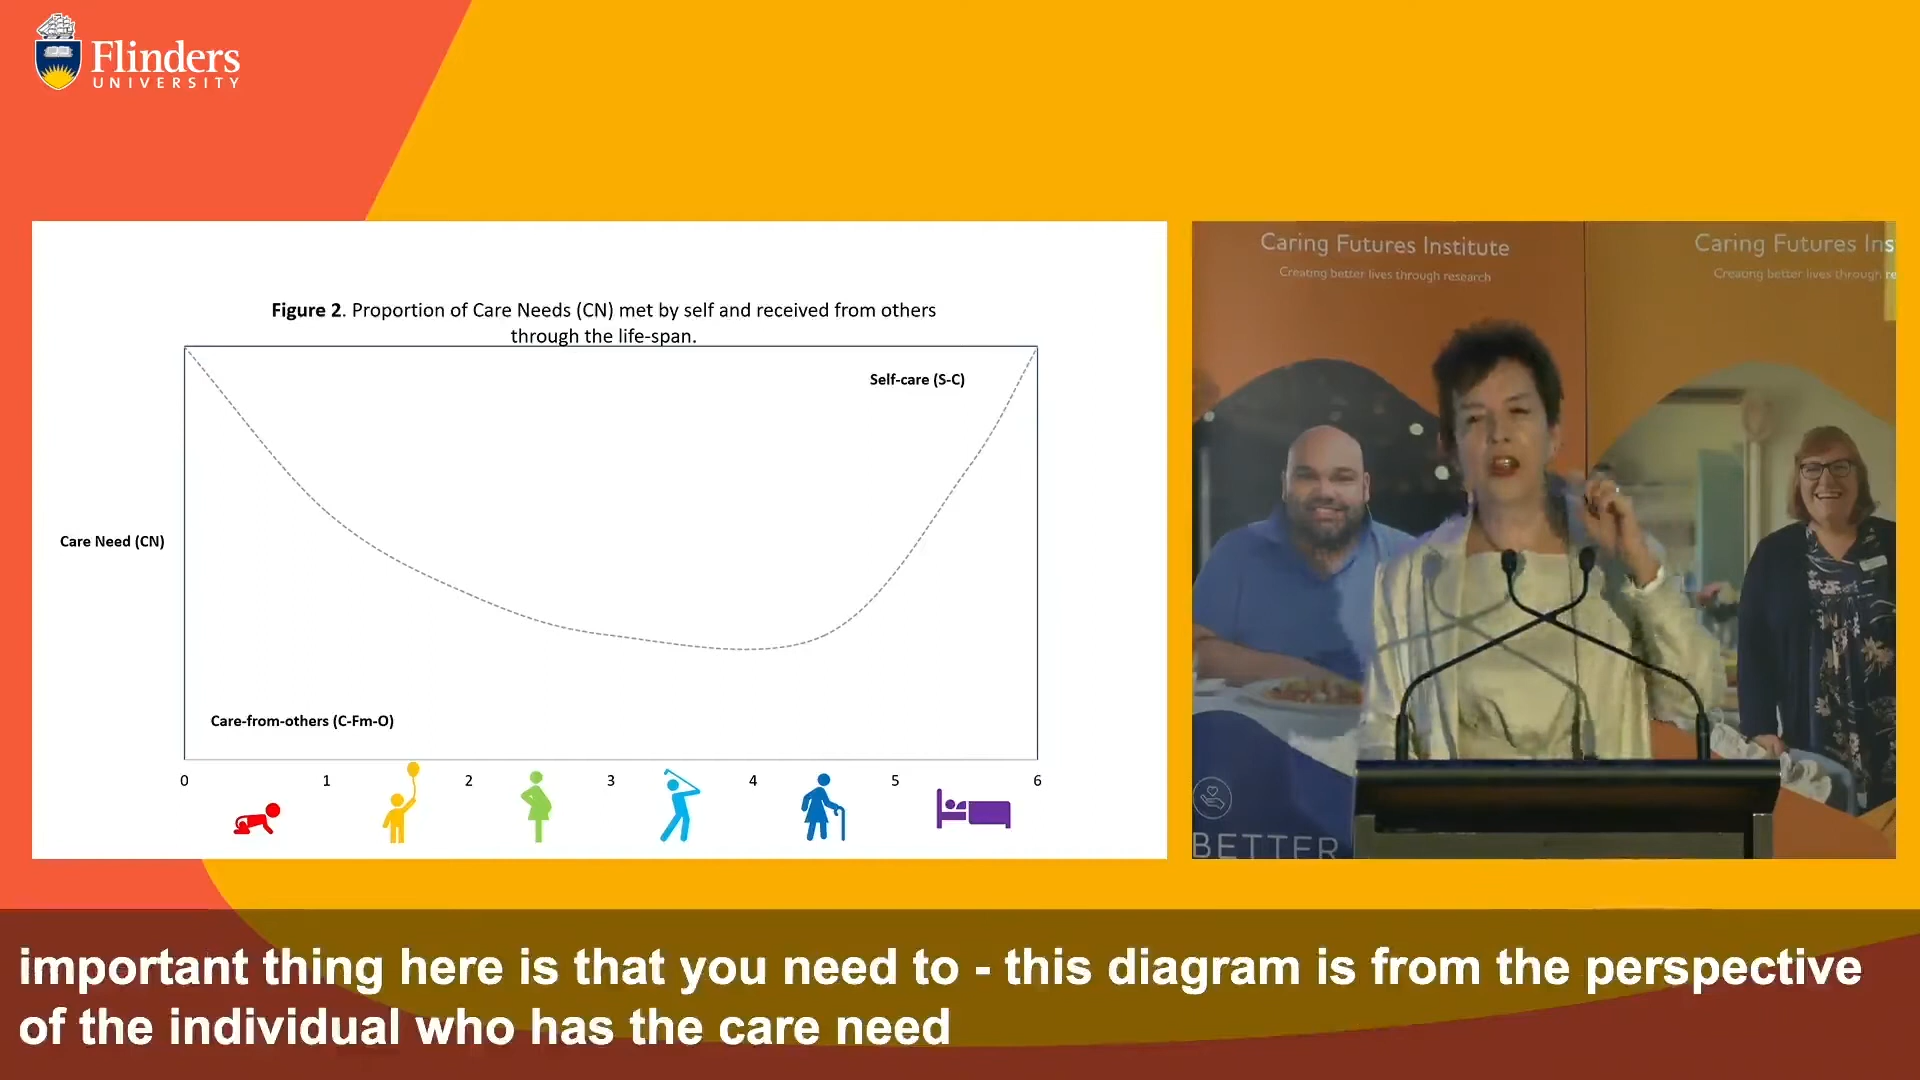 Flinders
UNIVERSITY
Figure 2. Proportion of Care Needs (CN) met by self and received from others
through the life-span.
Self-care (S-C)
Care Need (CN)
Care-from-others (C-Fm-O)
0 1 2 3 4 5 6
Caring Futures Institute
Creating better lives through research
Caring Futures Ins
Creating better lives through re
BETTER
important thing here is that you need to - this diagram is from the perspective
of the individual who has the care need